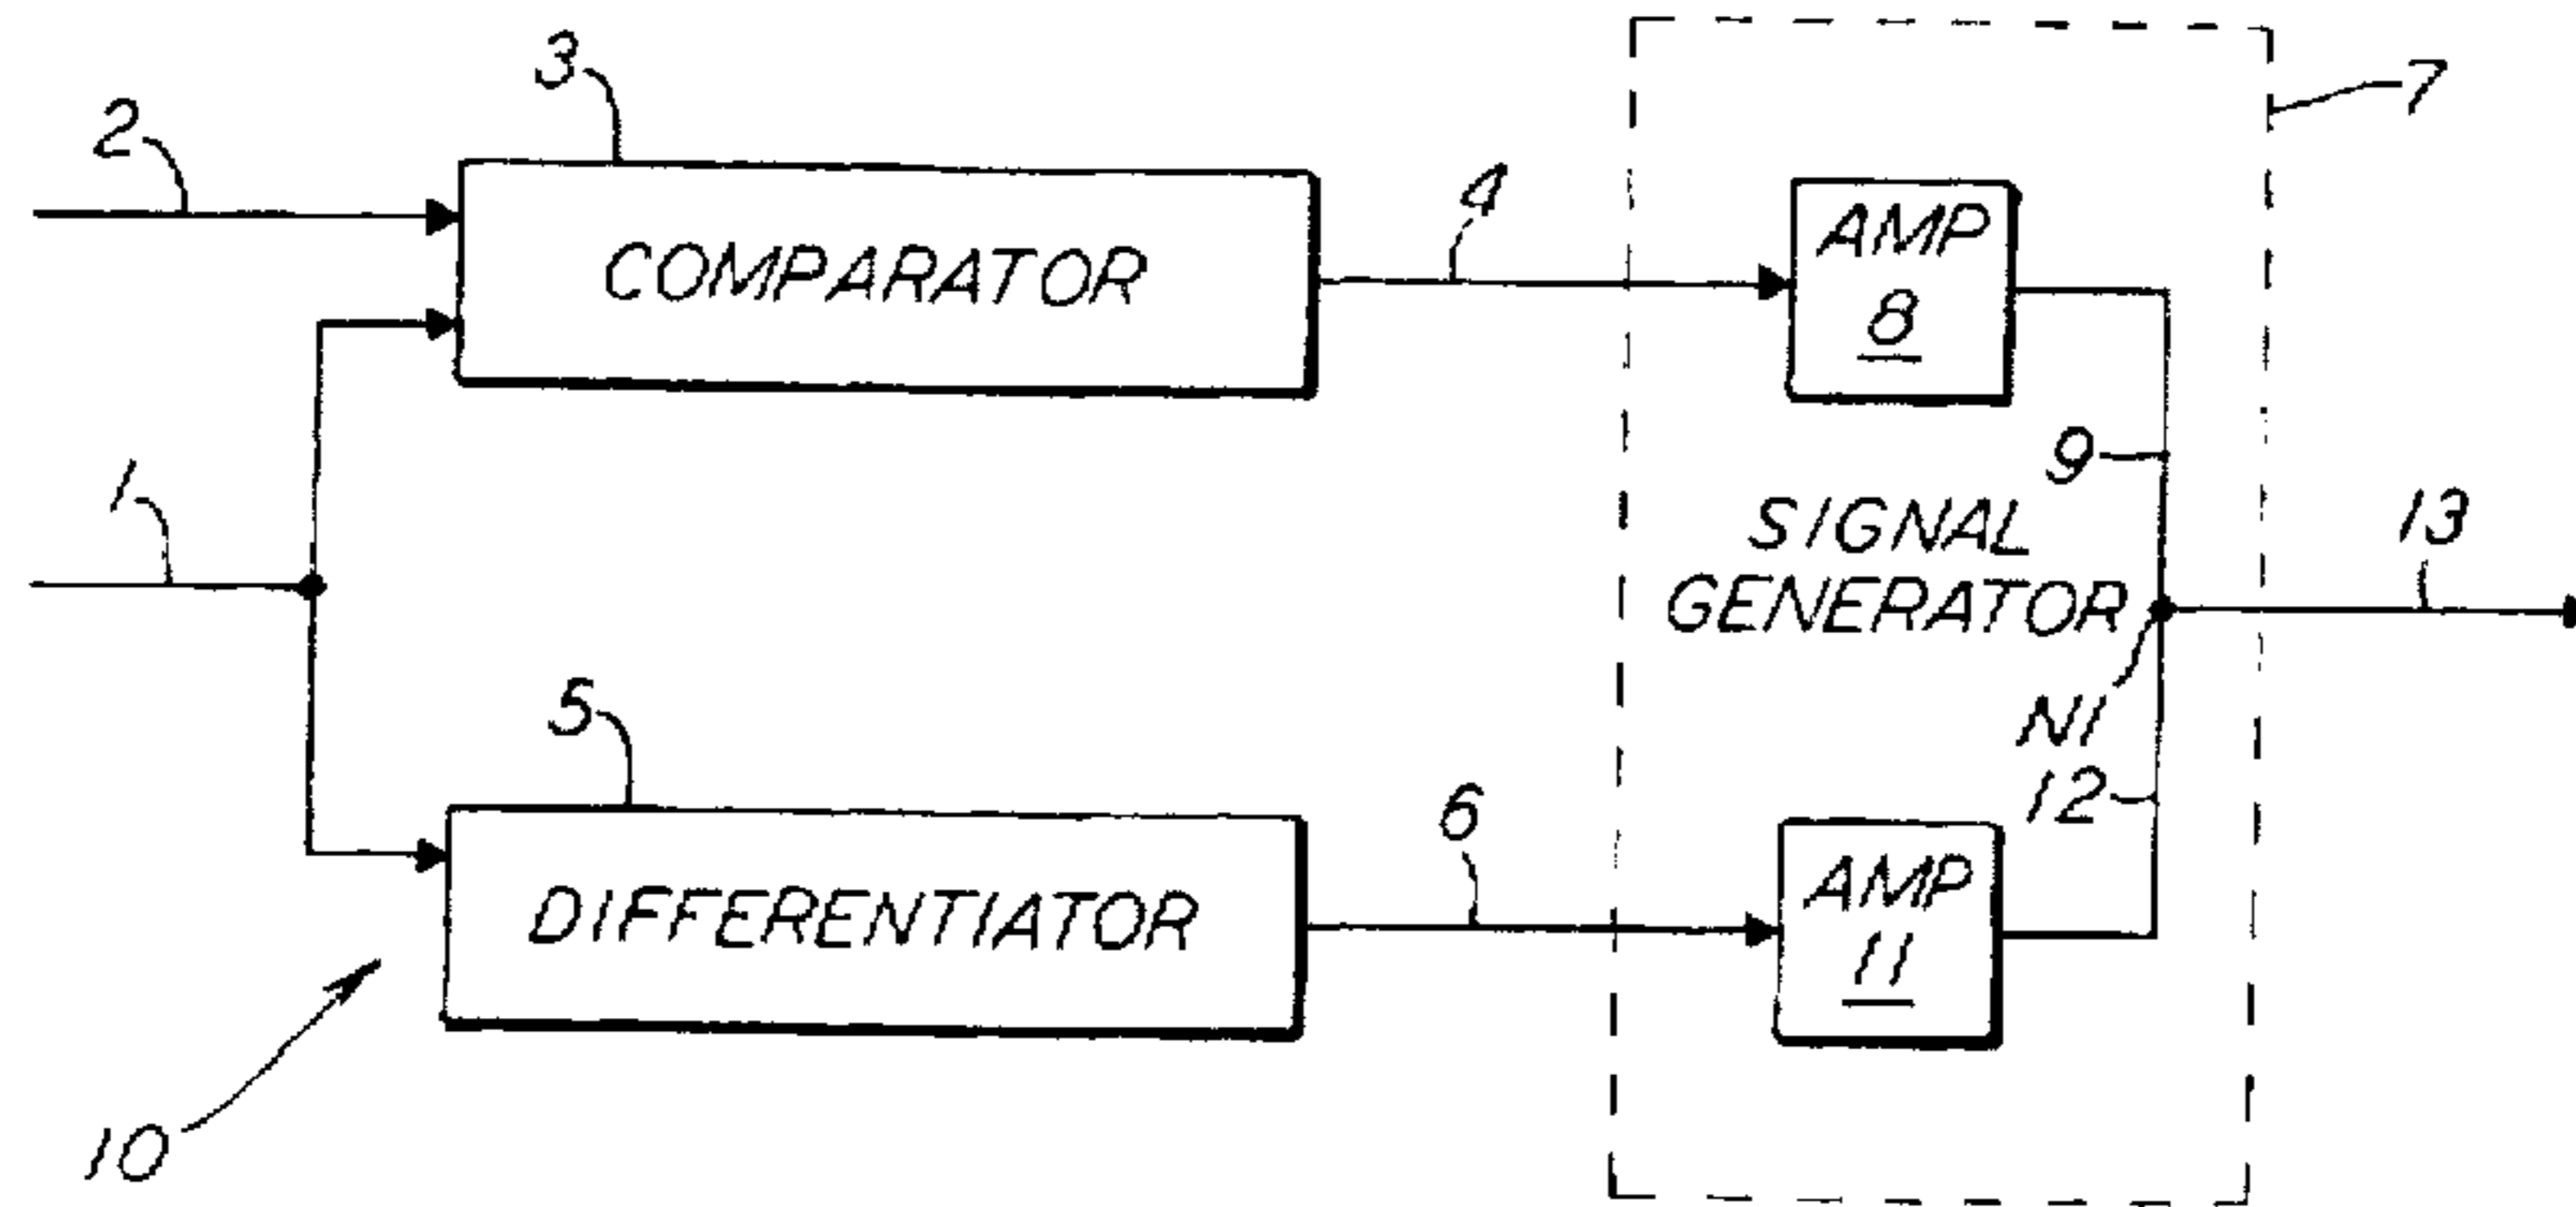 3
7
2
4
AMP
8
COMPARATOR
9
1
SIGNAL
GENERATOR
13
5
N1
12
6
AMP
11
DIFFERENTIATOR
10